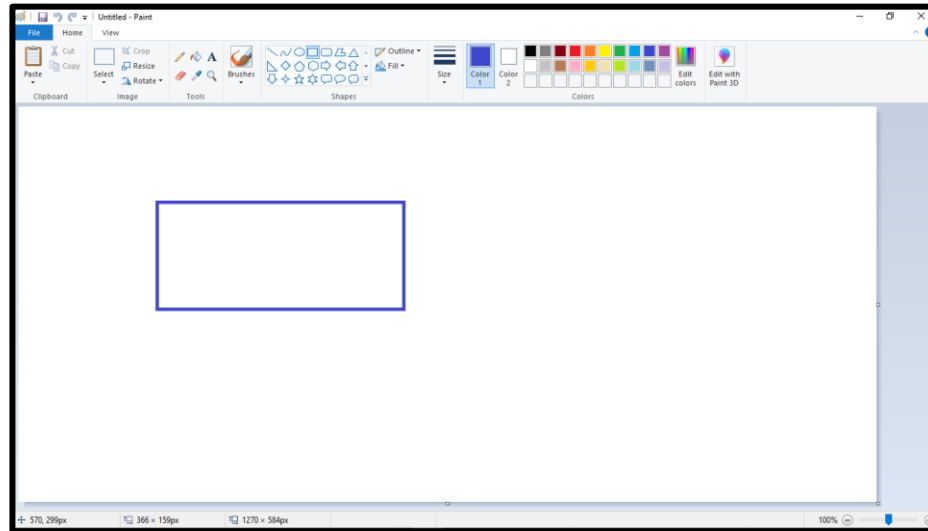 Untitled - Paint
File Home View
Paste
Cut
Copy
Clipboard
Select
Crop
Resize
Rotate
Image
A
Tools
Brushes
Outline
Fill
Shapes
Size
Color 1
Color 2
Colors
Edit colors
Edit with Paint 3D
570, 299px 366 × 159px 1270 × 584px 100%